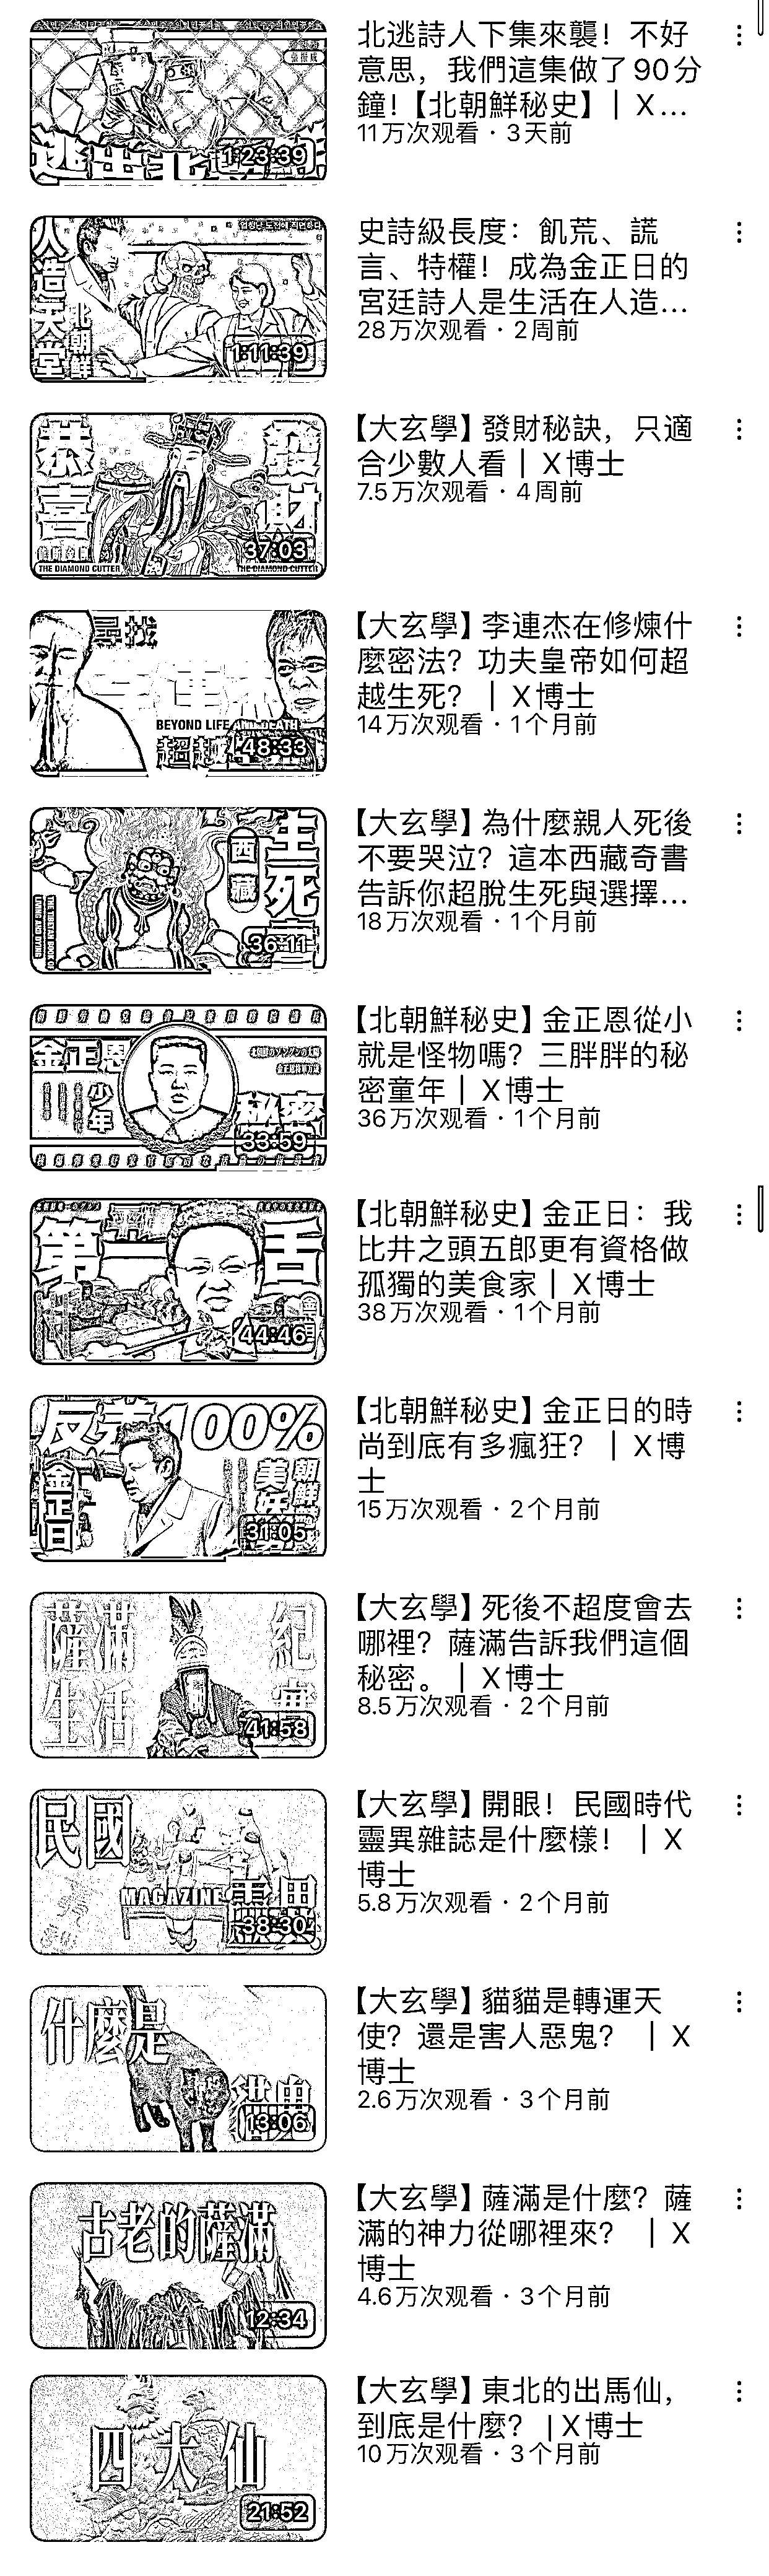 逃出北
1:23:39
北逃詩人下集來襲！不好
意思，我們這集做了90分
鐘！【北朝鮮秘史】｜X...
11万次观看・3天前
人造天堂
北朝鮮
1:11:39
史詩級長度：飢荒、謊
言、特權！成為金正日的
宮廷詩人是生活在人造...
28万次观看・2周前
恭喜
發財
THE DIAMOND CUTTER
THE DIAMOND CUTTER
37:03
【大玄學】發財秘訣，只適
合少數人看｜X博士
7.5万次观看・4周前
尋找
BEYOND LIFE AND DEATH
超越
48:33
【大玄學】李連杰在修煉什
麼密法？功夫皇帝如何超
越生死？｜X博士
14万次观看・1个月前
西藏
生死書
36:11
【大玄學】為什麼親人死後
不要哭泣？這本西藏奇書
告訴你超脫生死與選擇...
18万次观看・1个月前
金正恩
少年
秘密
33:59
【北朝鮮秘史】金正恩從小
就是怪物嗎？三胖胖的秘
密童年｜X博士
36万次观看・1个月前
第一舌
44:46
【北朝鮮秘史】金正日：我
比井之頭五郎更有資格做
孤獨的美食家｜X博士
38万次观看・1个月前
反差100%
金正日
朝鮮
美妖
31:05
【北朝鮮秘史】金正日的時
尚到底有多瘋狂？｜X博
士
15万次观看・2个月前
薩滿
生活
紀實
41:58
【大玄學】死後不超度會去
哪裡？薩滿告訴我們這個
秘密。｜X博士
8.5万次观看・2个月前
民國
MAGAZINE
38:30
【大玄學】開眼！民國時代
靈異雜誌是什麼樣！｜X
博士
5.8万次观看・2个月前
什麼是
13:06
【大玄學】貓貓是轉運天
使？還是害人惡鬼？｜X
博士
2.6万次观看・3个月前
古老的薩滿
12:34
【大玄學】薩滿是什麼？薩
滿的神力從哪裡來？｜X
博士
4.6万次观看・3个月前
四大仙
21:52
【大玄學】東北的出馬仙，
到底是什麼？|X博士
10万次观看・3个月前